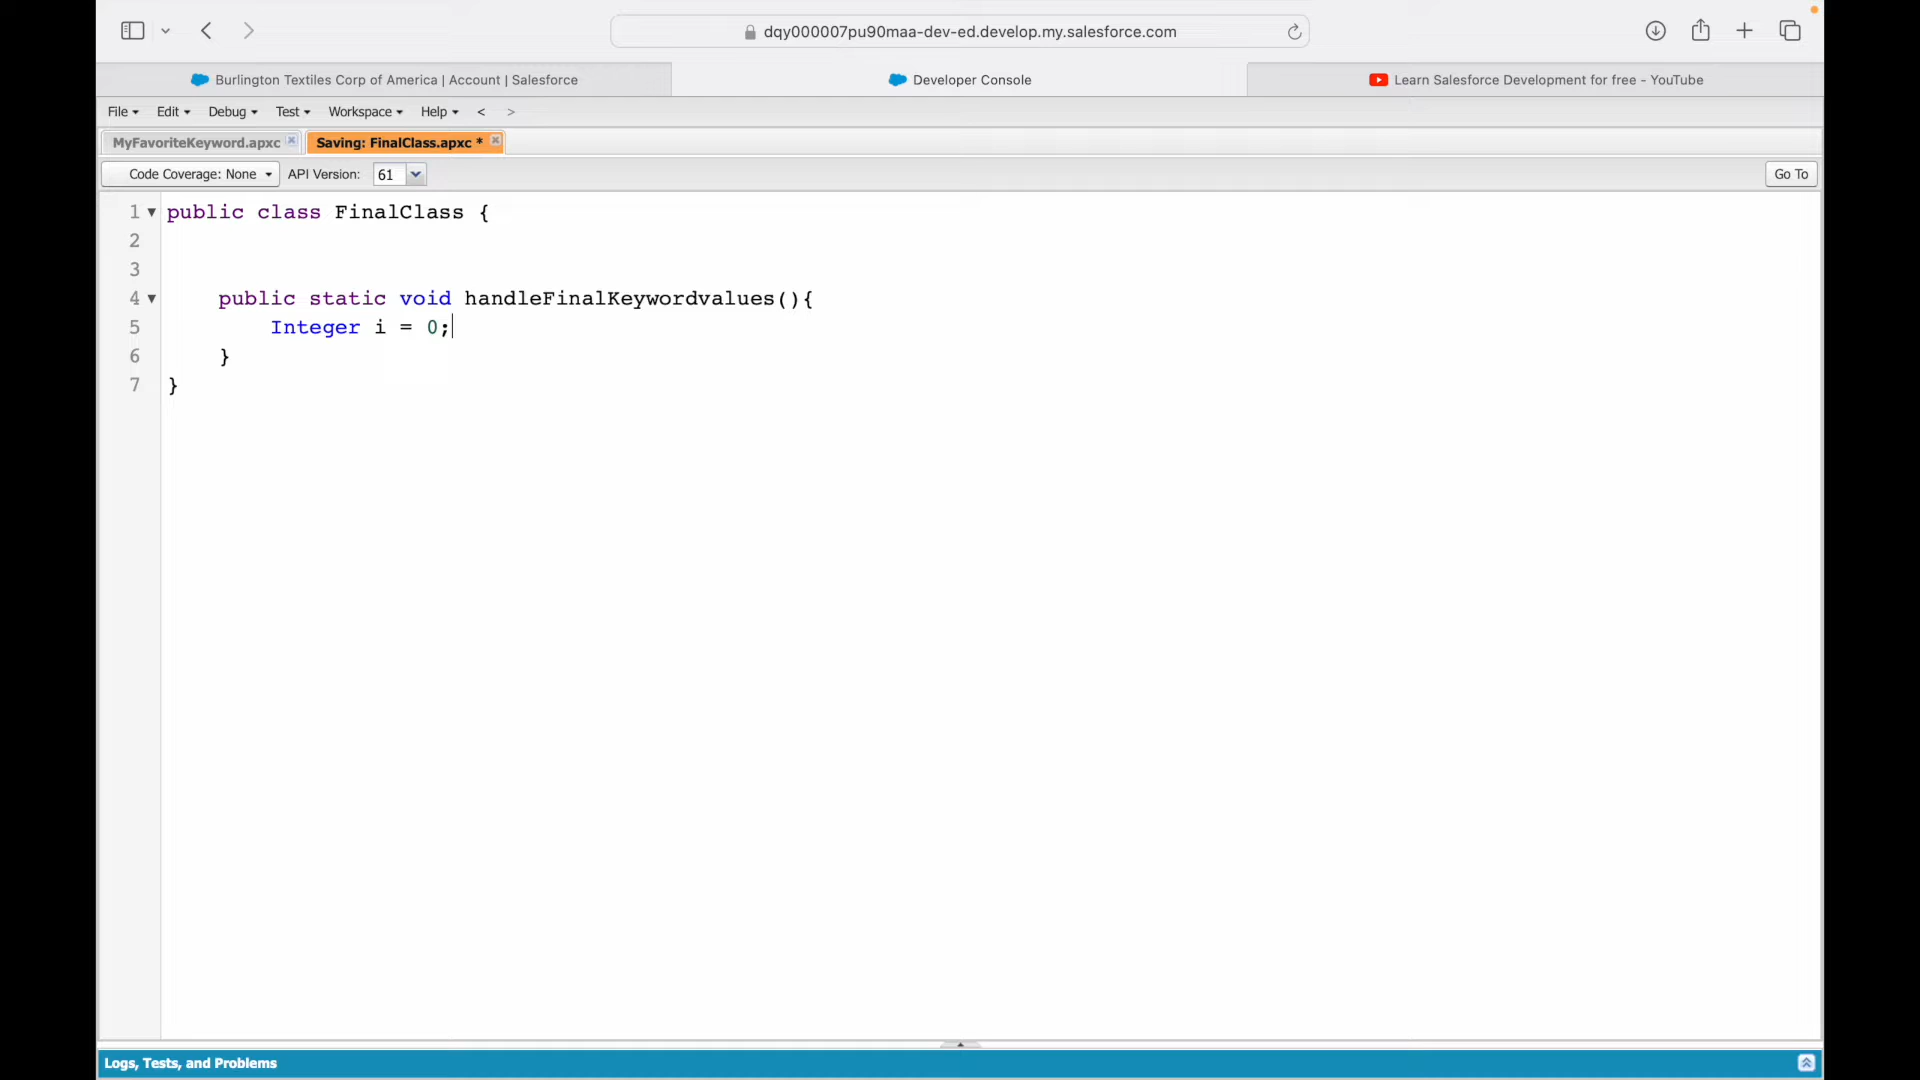 dqy000007pu90maa-dev-ed.develop.my.salesforce.com
Burlington Textiles Corp of America | Account | Salesforce
Developer Console
Learn Salesforce Development for free - YouTube
File Edit Debug Test Workspace Help < >
MyFavoriteKeyword.apxc
Saving: FinalClass.apxc *
Code Coverage: None API Version: 61 Go To
1 public class FinalClass {
2
3
4 public static void handleFinalKeywordvalues(){
5 Integer i = 0;
6 }
7 }
Logs, Tests, and Problems